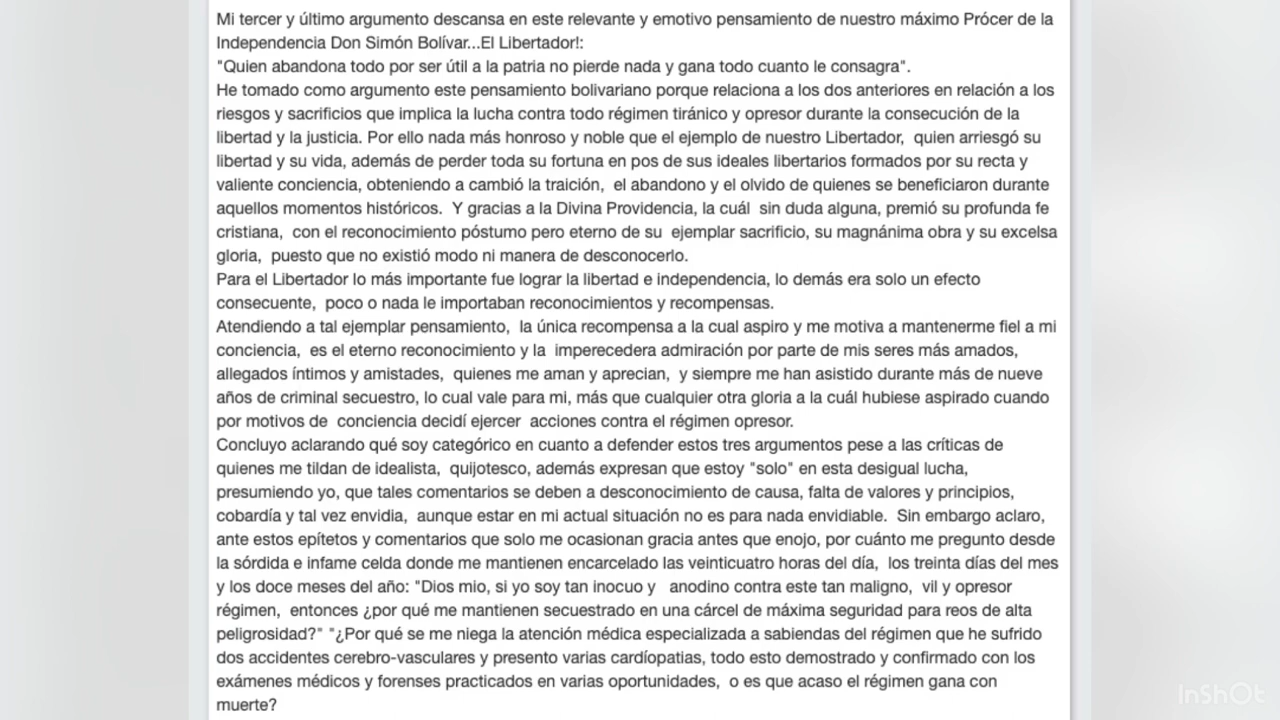 Mi tercer y último argumento descansa en este relevante y emotivo pensamiento de nuestro máximo Prócer de la
Independencia Don Simón Bolívar...El Libertador!:
"Quien abandona todo por ser útil a la patria no pierde nada y gana todo cuanto le consagra".
He tomado como argumento este pensamiento bolivariano porque relaciona a los dos anteriores en relación a los
riesgos y sacrificios que implica la lucha contra todo régimen tiránico y opresor durante la consecución de la
libertad y la justicia. Por ello nada más honroso y noble que el ejemplo de nuestro Libertador,  quien arriesgó su
libertad y su vida, además de perder toda su fortuna en pos de sus ideales libertarios formados por su recta y
valiente conciencia, obteniendo a cambió la traición,  el abandono y el olvido de quienes se beneficiaron durante
aquellos momentos históricos.  Y gracias a la Divina Providencia, la cuál  sin duda alguna, premió su profunda fe
cristiana,  con el reconocimiento póstumo pero eterno de su  ejemplar sacrificio, su magnánima obra y su excelsa
gloria,  puesto que no existió modo ni manera de desconocerlo.
Para el Libertador lo más importante fue lograr la libertad e independencia, lo demás era solo un efecto
consecuente,  poco o nada le importaban reconocimientos y recompensas.
Atendiendo a tal ejemplar pensamiento,  la única recompensa a la cual aspiro y me motiva a mantenerme fiel a mi
conciencia,  es el eterno reconocimiento y la  imperecedera admiración por parte de mis seres más amados,
allegados íntimos y amistades,  quienes me aman y aprecian,  y siempre me han asistido durante más de nueve
años de criminal secuestro, lo cual vale para mi, más que cualquier otra gloria a la cuál hubiese aspirado cuando
por motivos de  conciencia decidí ejercer  acciones contra el régimen opresor.
Concluyo aclarando qué soy categórico en cuanto a defender estos tres argumentos pese a las críticas de
quienes me tildan de idealista,  quijotesco, además expresan que estoy "solo" en esta desigual lucha,
presumiendo yo, que tales comentarios se deben a desconocimiento de causa, falta de valores y principios,
cobardía y tal vez envidia,  aunque estar en mi actual situación no es para nada envidiable.  Sin embargo aclaro,
ante estos epítetos y comentarios que solo me ocasionan gracia antes que enojo, por cuánto me pregunto desde
la sórdida e infame celda donde me mantienen encarcelado las veinticuatro horas del día,  los treinta días del mes
y los doce meses del año: "Dios mio, si yo soy tan inocuo y   anodino contra este tan maligno,  vil y opresor
régimen,  entonces ¿por qué me mantienen secuestrado en una cárcel de máxima seguridad para reos de alta
peligrosidad?" "¿Por qué se me niega la atención médica especializada a sabiendas del régimen que he sufrido
dos accidentes cerebro-vasculares y presento varias cardíopatias, todo esto demostrado y confirmado con los
exámenes médicos y forenses practicados en varias oportunidades,  o es que acaso el régimen gana con
muerte?
InShOt